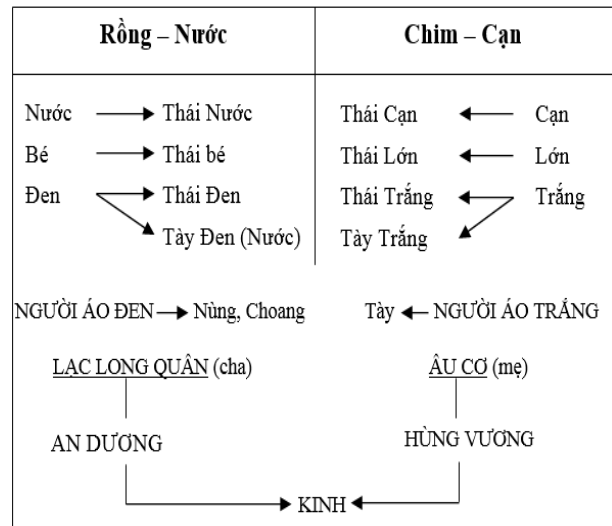 Rồng – Nước Chim – Cạn
Nước Thái Nước Thái Cạn Cạn
Bé Thái bé Thái Lớn Lớn
Đen Thái Đen Thái Trắng Trắng
Tày Đen (Nước) Tày Trắng
NGƯỜI ÁO ĐEN Nùng, Choang Tày NGƯỜI ÁO TRẮNG
LẠC LONG QUÂN (cha) ÂU CƠ (mẹ)
AN DƯƠNG HÙNG VƯƠNG
KINH